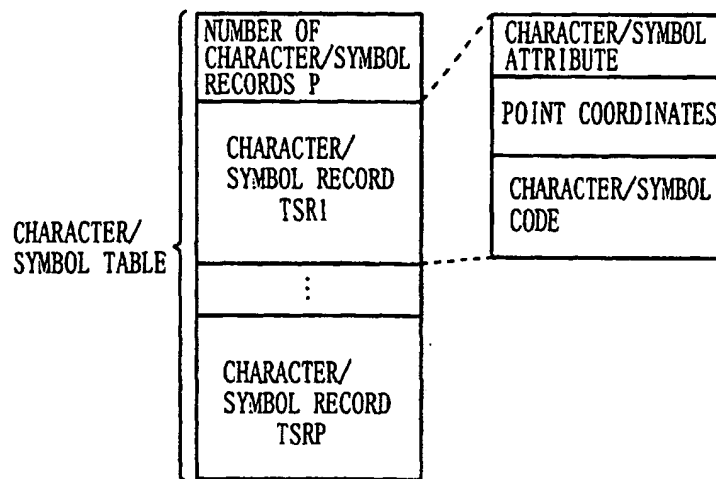 NUMBER OF
CHARACTER/SYMBOL
RECORDS P
CHARACTER/
SYMBOL RECORD
TSR1
⋮
CHARACTER/
SYMBOL RECORD
TSRP
CHARACTER/
SYMBOL TABLE
CHARACTER/SYMBOL
ATTRIBUTE
POINT COORDINATES
CHARACTER/SYMBOL
CODE